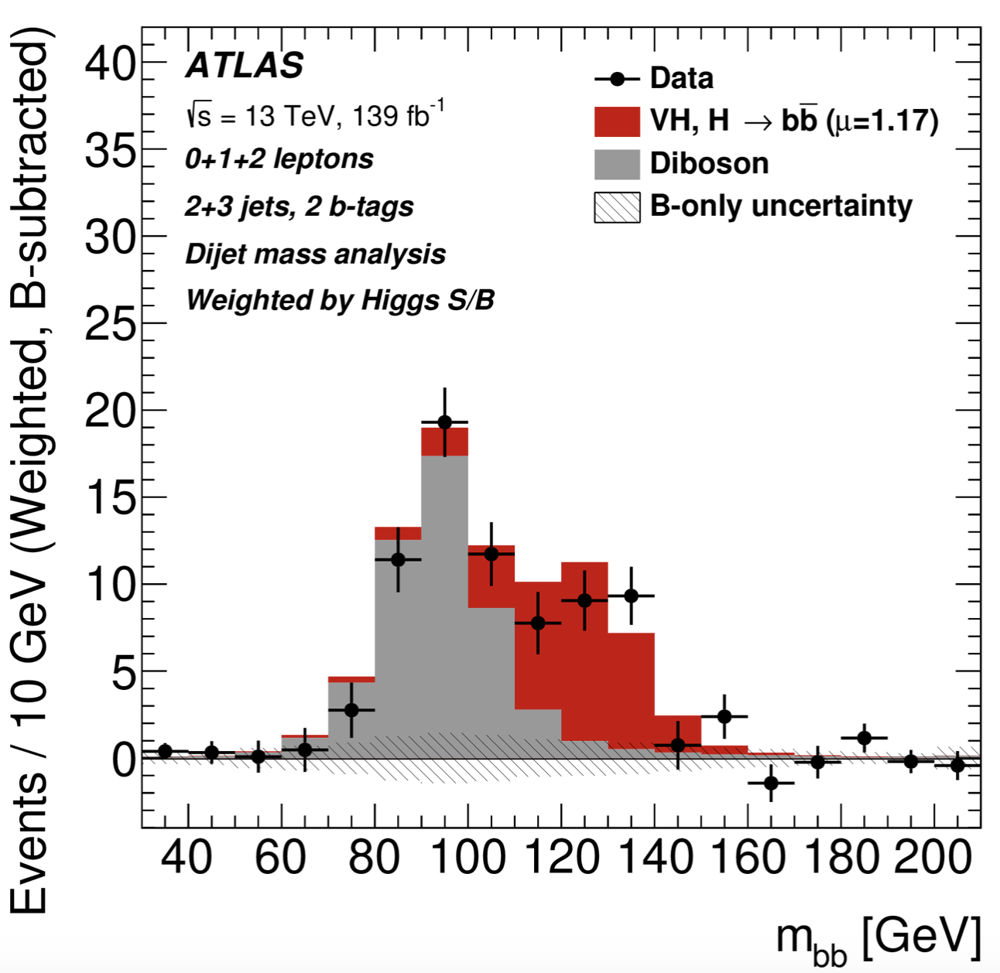 Events / 10 GeV (Weighted, B-subtracted)
40
35
30
25
20
15
10
5
0
ATLAS
√s = 13 TeV, 139 fb⁻¹
0+1+2 leptons
2+3 jets, 2 b-tags
Dijet mass analysis
Weighted by Higgs S/B
Data
VH, H → bb̅ (μ=1.17)
Diboson
B-only uncertainty
40 60 80 100 120 140 160 180 200
m_bb [GeV]